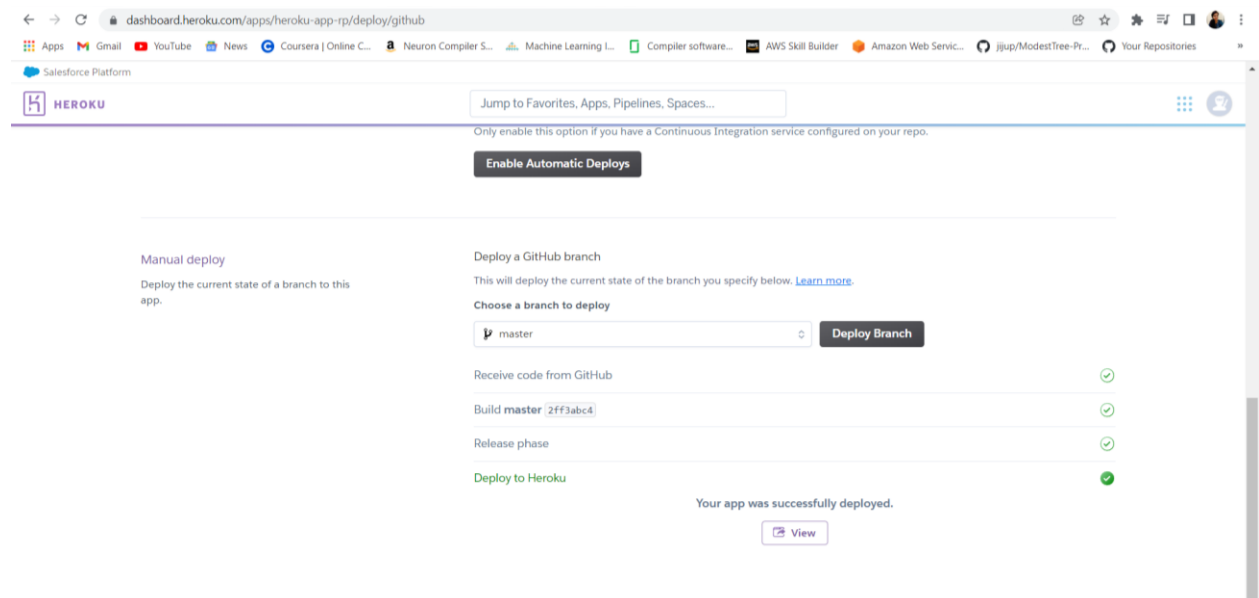 dashboard.heroku.com/apps/heroku-app-rp/deploy/github
Apps Gmail YouTube News Coursera | Online C... Neuron Compiler S... Machine Learning I... Compiler software... AWS Skill Builder Amazon Web Servic... jijup/ModestTree-Pr... Your Repositories »
Salesforce Platform
HEROKU
Jump to Favorites, Apps, Pipelines, Spaces...
Only enable this option if you have a Continuous Integration service configured on your repo.
Enable Automatic Deploys
Manual deploy
Deploy the current state of a branch to this
app.
Deploy a GitHub branch
This will deploy the current state of the branch you specify below. Learn more.
Choose a branch to deploy
master
Deploy Branch
Receive code from GitHub
Build master 2ff3abc4
Release phase
Deploy to Heroku
Your app was successfully deployed.
View